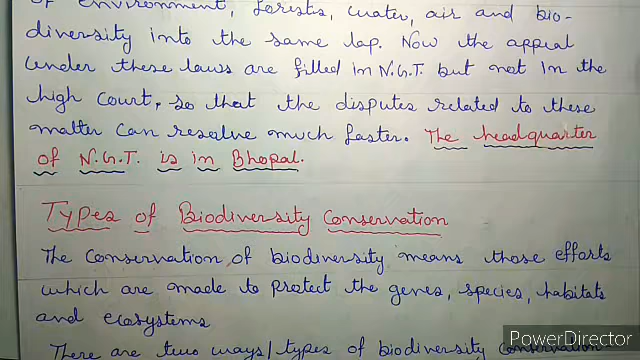 of environment, forests, water, air and bio-
diversity into the same lap. Now the appeal
under these laws are filled in N.G.T. but not in the
high Court, so that the disputes related to these
matter can resolve much faster. The headquarter
of N.G.T. is in Bhopal.
Types of Biodiversity Conservation
The conservation of biodiversity means those efforts
which are made to protect the genes, species, habitats
and ecosystems
There are two ways/types of biodiversity conservation
PowerDirector